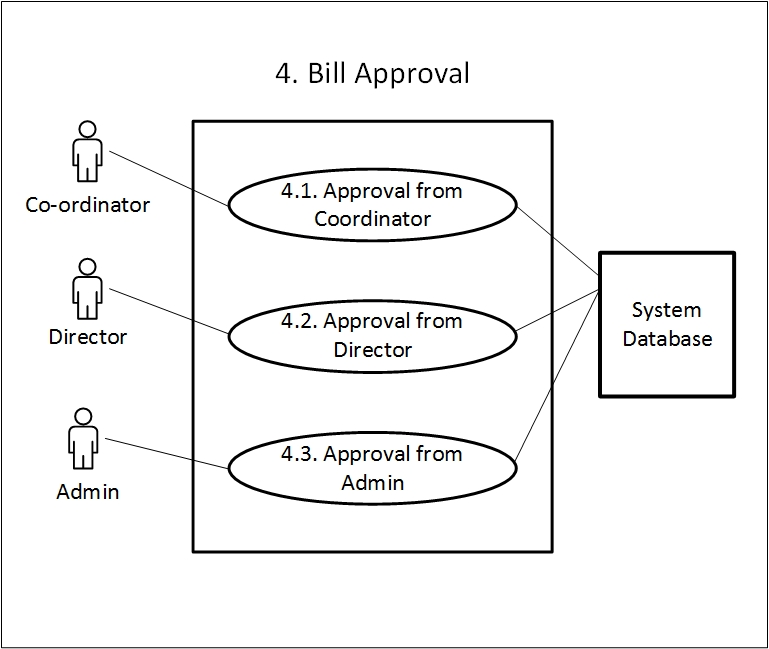 4. Bill Approval
Co-ordinator
4.1. Approval from
Coordinator
Director
4.2. Approval from
Director
System
Database
Admin
4.3. Approval from
Admin